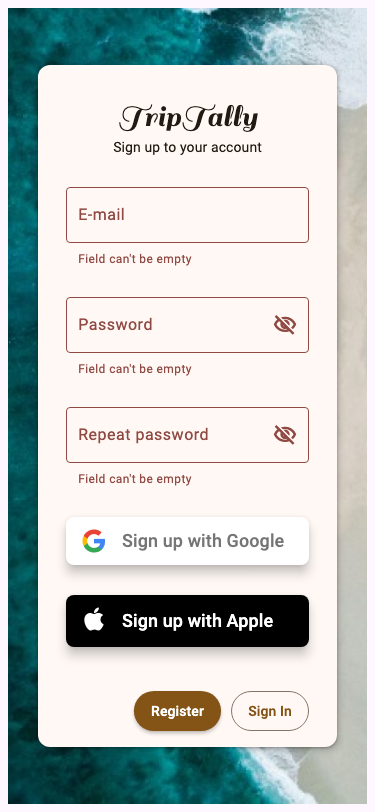 TripTally
Sign up to your account
E-mail
Field can't be empty
Password
Field can't be empty
Repeat password
Field can't be empty
Sign up with Google
Sign up with Apple
Register Sign In